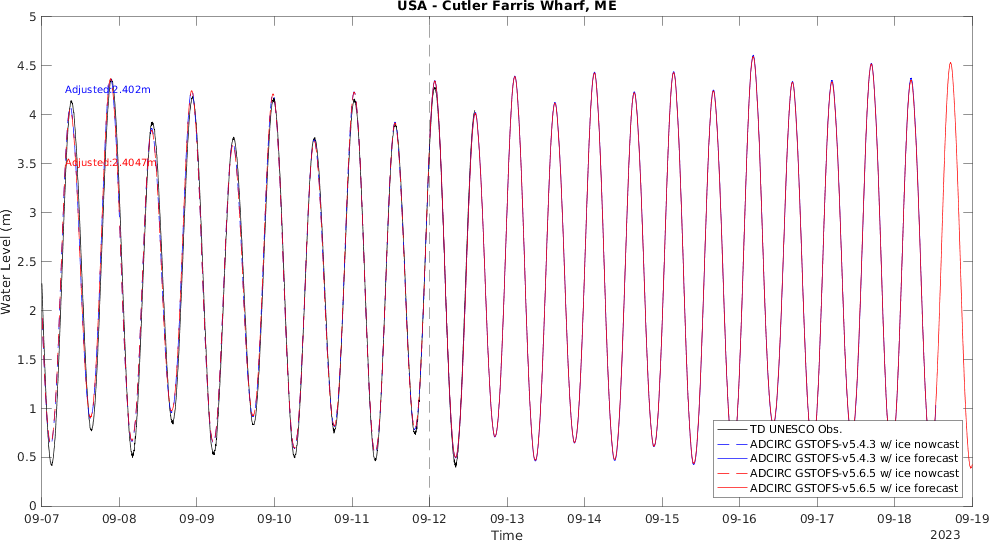 USA - Cutler Farris Wharf, ME
5
4.5
4
3.5
3
2.5
2
1.5
1
0.5
0
Water Level (m)
Adjusted:2.402m
Adjusted:2.4047m
TD UNESCO Obs.
ADCIRC GSTOFS-v5.4.3 w/ ice nowcast
ADCIRC GSTOFS-v5.4.3 w/ ice forecast
ADCIRC GSTOFS-v5.6.5 w/ ice nowcast
ADCIRC GSTOFS-v5.6.5 w/ ice forecast
09-07 09-08 09-09 09-10 09-11 09-12 09-13 09-14 09-15 09-16 09-17 09-18 09-19
Time
2023